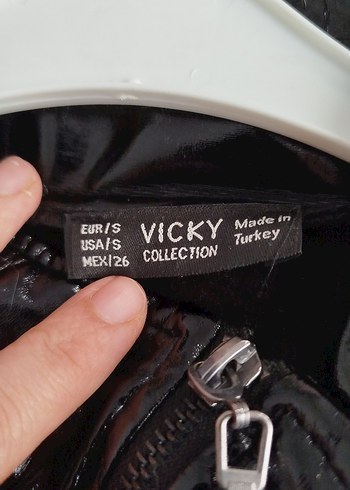 EUR/S
USA/S
MEX/26
VICKY
COLLECTION
Made in
Turkey